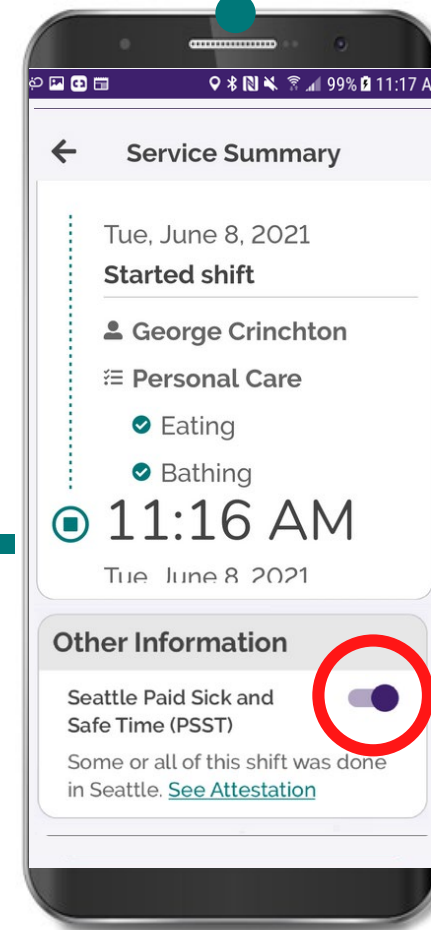 99% 11:17 A
Service Summary
Tue, June 8, 2021
Started shift
George Crinchton
Personal Care
Eating
Bathing
11:16 AM
Tue, June 8, 2021
Other Information
Seattle Paid Sick and
Safe Time (PSST)
Some or all of this shift was done
in Seattle. See Attestation